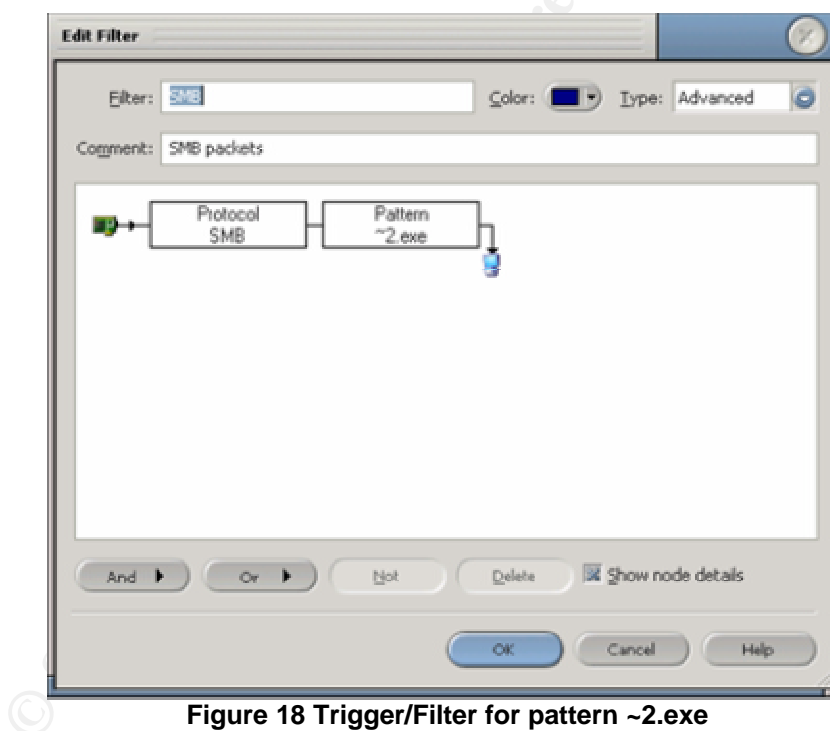 Edit Filter
Filter: SMB Color: Type: Advanced
Comment: SMB packets
Protocol
SMB
Pattern
~2.exe
And Or Not Delete Show node details
OK Cancel Help
Figure 18 Trigger/Filter for pattern ~2.exe